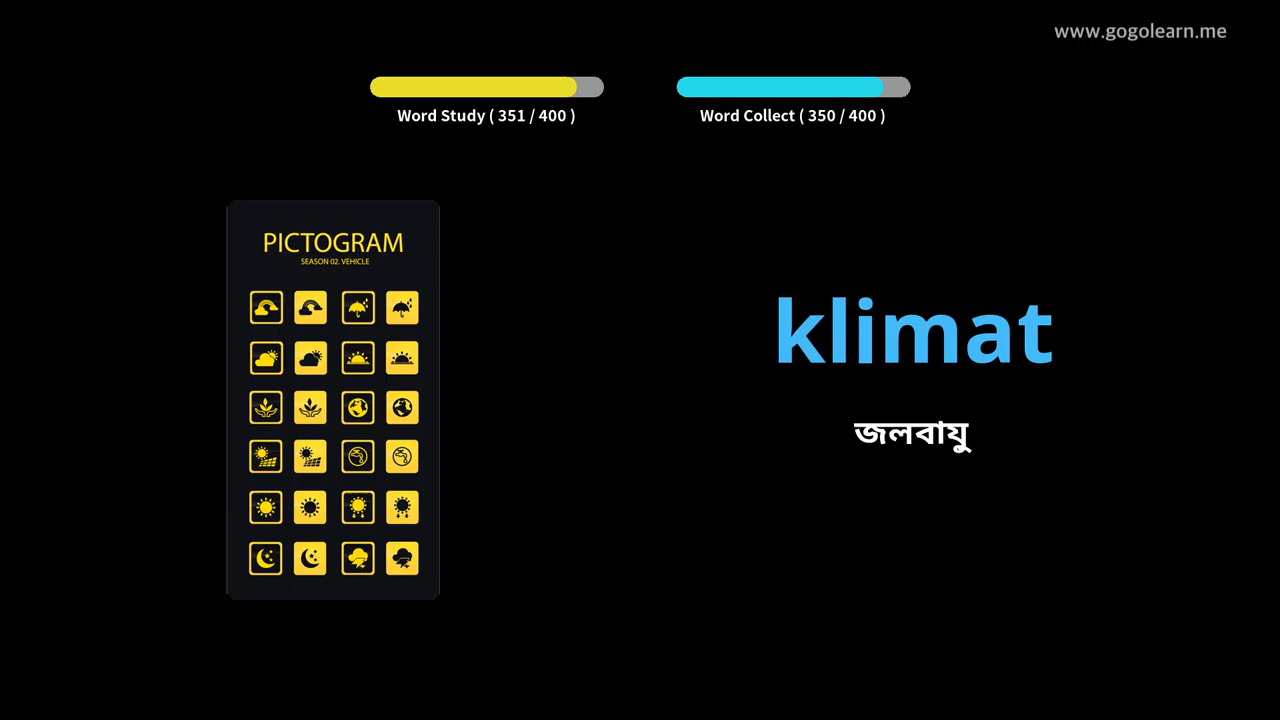 www.gogolearn.me
Word Study ( 351 / 400 )
Word Collect ( 350 / 400 )
PICTOGRAM
SEASON 02. VEHICLE
klimat
জলবায়ু